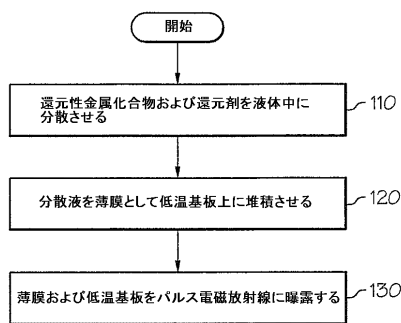 開始
還元性金属化合物および還元剤を液体中に
分散させる
110
分散液を薄膜として低温基板上に堆積させる
120
薄膜および低温基板をパルス電磁放射線に曝露する
130